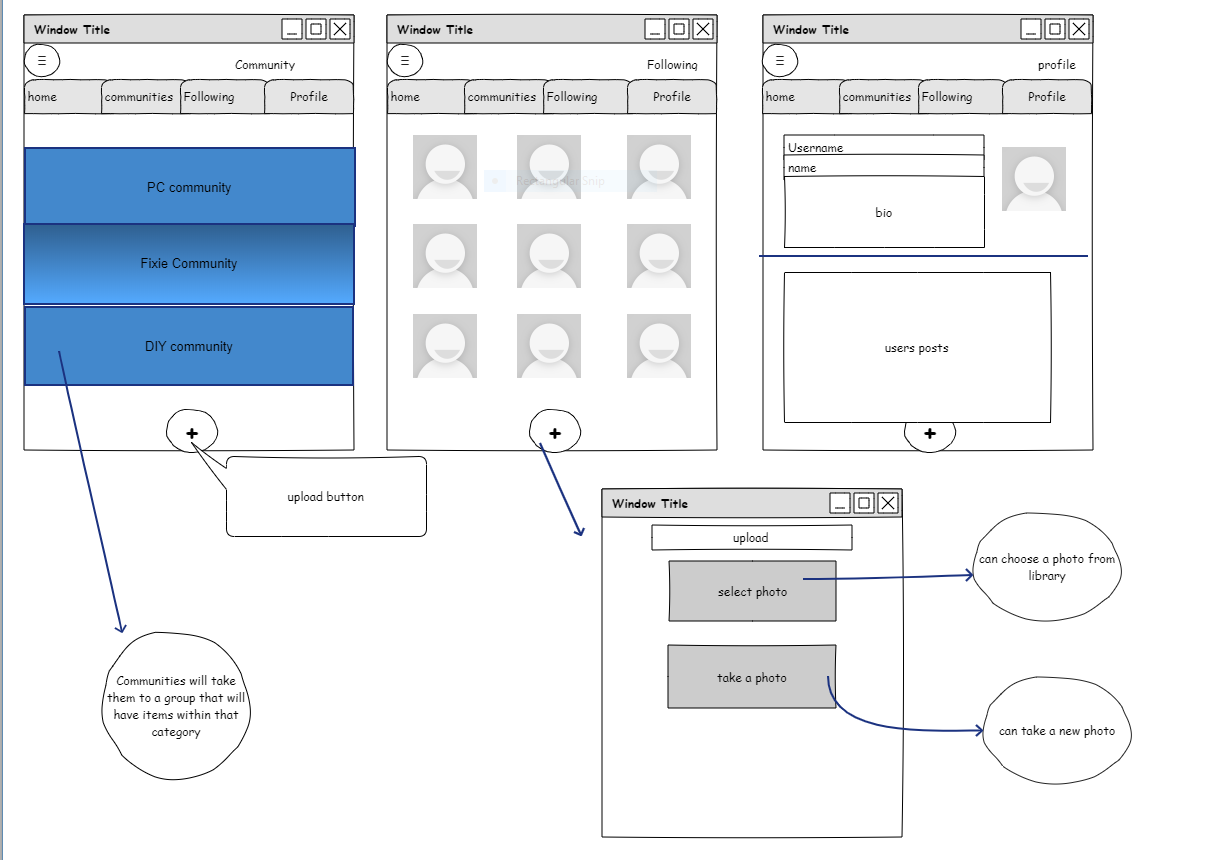 Window Title
Community
home communities Following Profile
PC community
Fixie Community
DIY community
upload button
Communities will take
them to a group that will
have items within that
category
Window Title
Following
home communities Following Profile
Rectangular Snip
Window Title
profile
home communities Following Profile
Username
name
bio
users posts
Window Title
upload
select photo
take a photo
can choose a photo from
library
can take a new photo